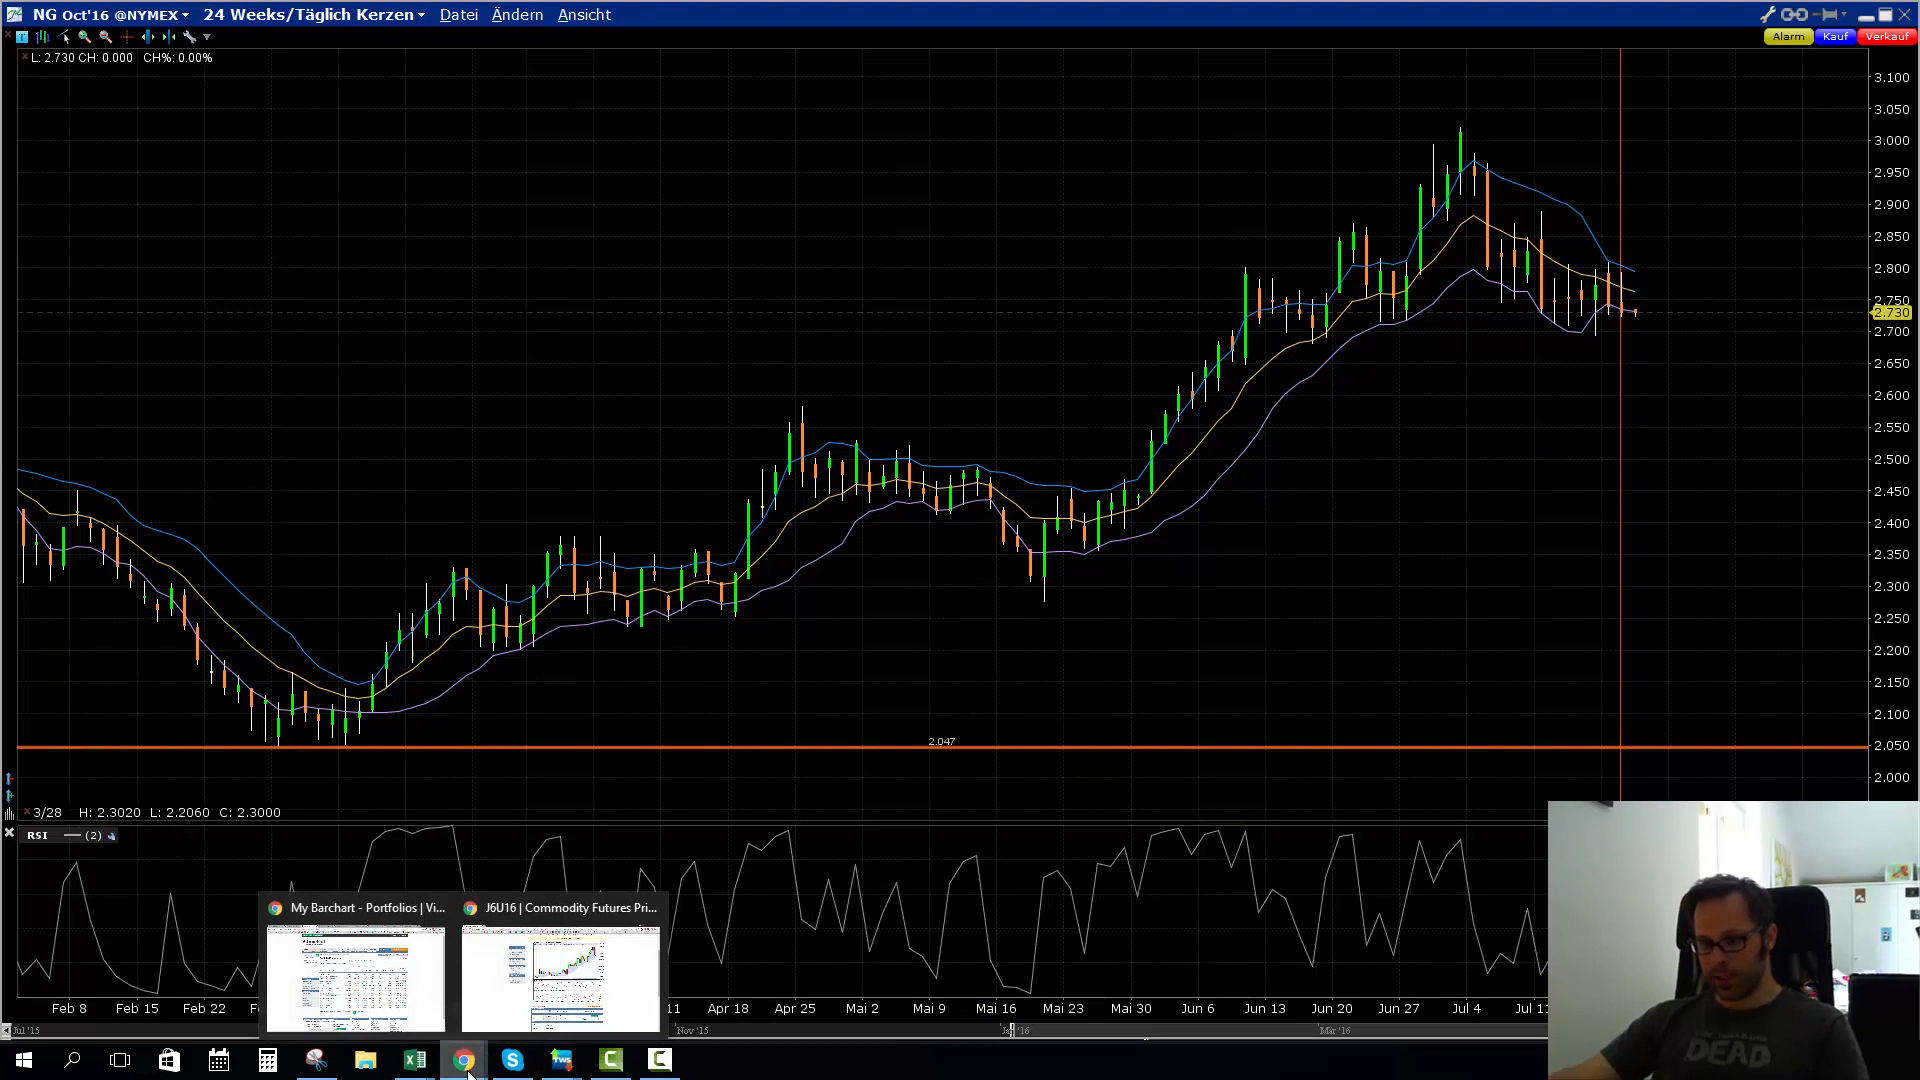 NG Oct'16 @NYMEX 24 Weeks/Täglich Kerzen Datei Ändern Ansicht
Alarm Kauf Verkauf
L: 2.730 CH: 0.000 CH%: 0.00%
3.100
3.050
3.000
2.950
2.900
2.850
2.800
2.750
2.730
2.700
2.650
2.600
2.550
2.500
2.450
2.400
2.350
2.300
2.250
2.200
2.150
2.100
2.050
2.000
2.047
3/28 H: 2.3020 L: 2.2060 C: 2.3000
RSI (2)
My Barchart - Portfolios | Vi... J6U16 | Commodity Futures Pri...
Feb 8 Feb 15 Feb 22 11 Apr 18 Apr 25 Mai 2 Mai 9 Mai 16 Mai 23 Mai 31 Jun 6 Jun 13 Jun 20 Jun 27 Jul 4 Jul 11
Jul '15 Nov '15 Mär '16
TWS
DEAD